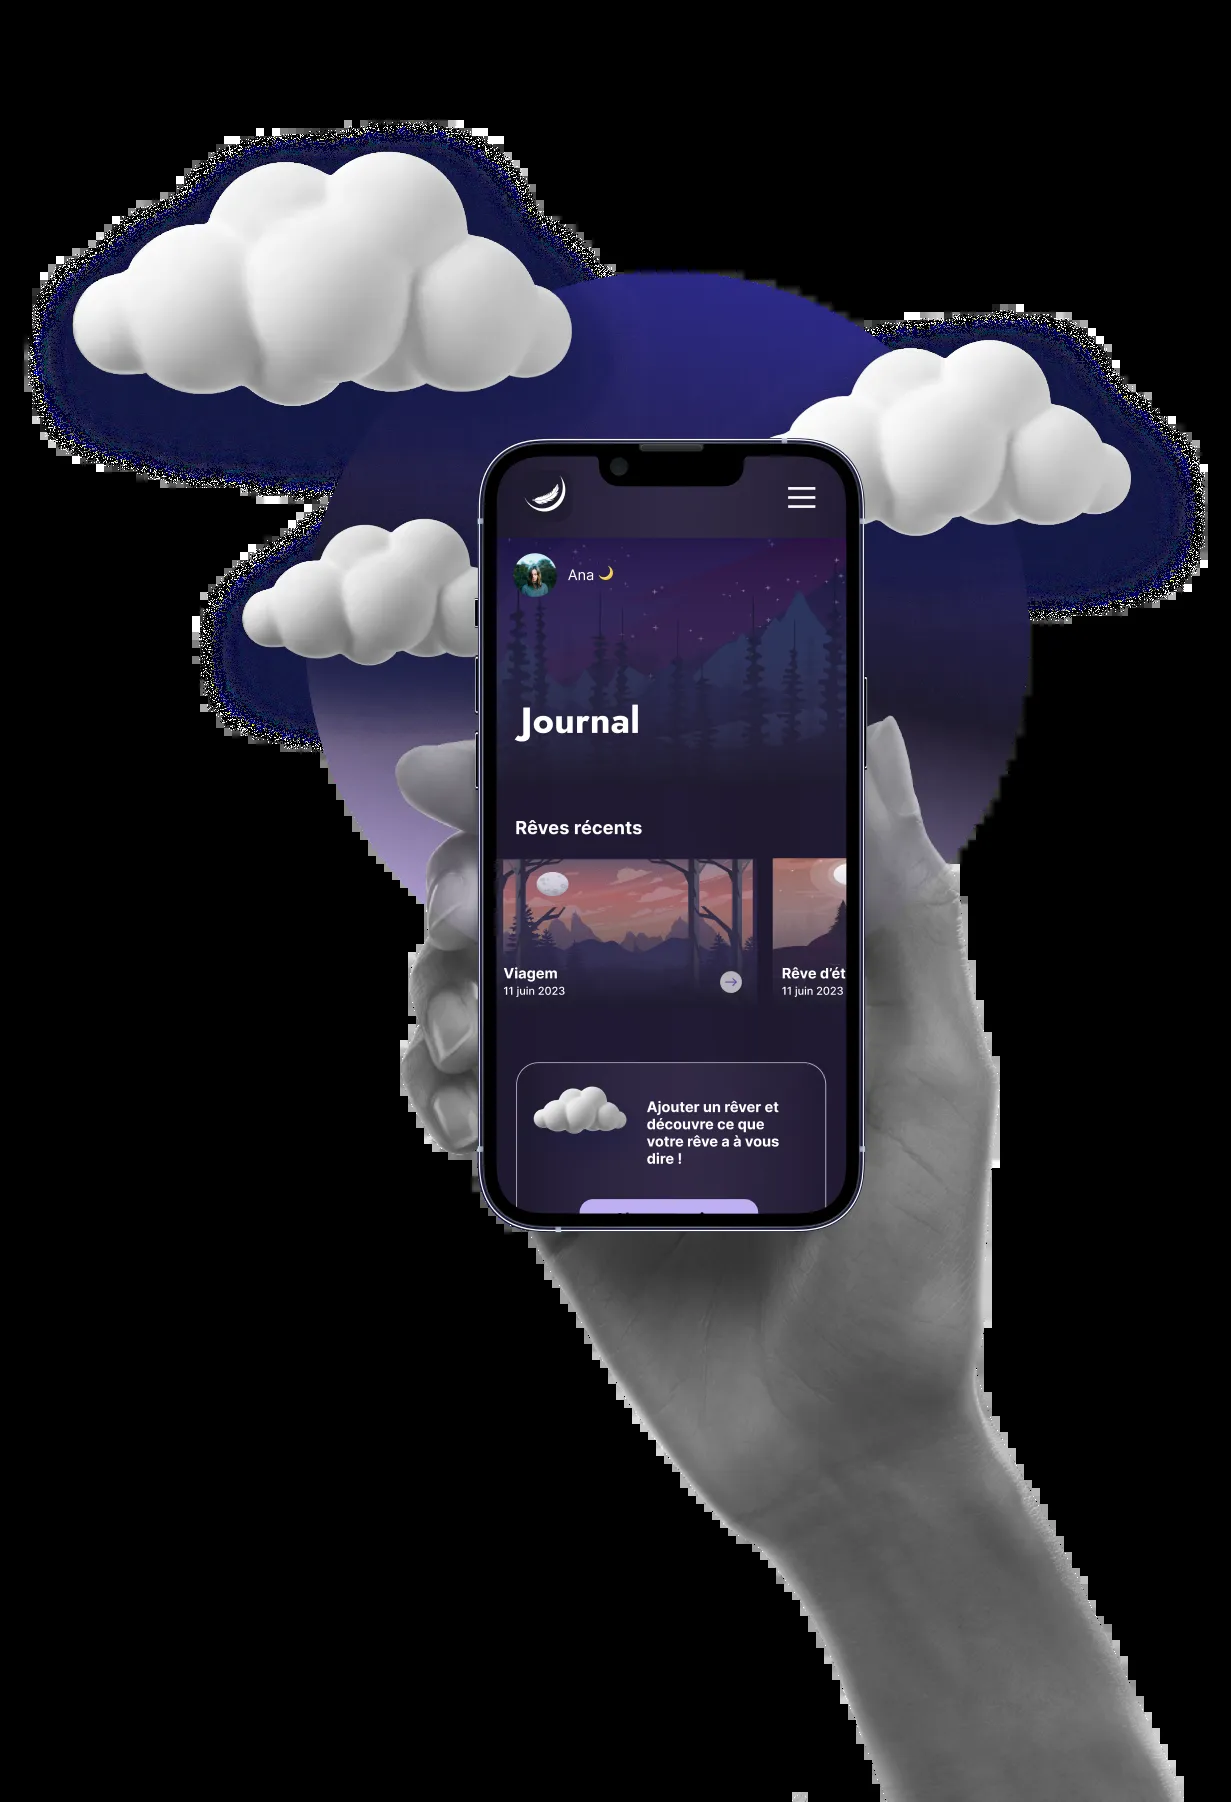 Ana
Journal
Rêves récents
Viagem
11 juin 2023
Rêve d'ét
11 juin 2023
Ajouter un rêver et
découvre ce que
votre rêve a à vous
dire !